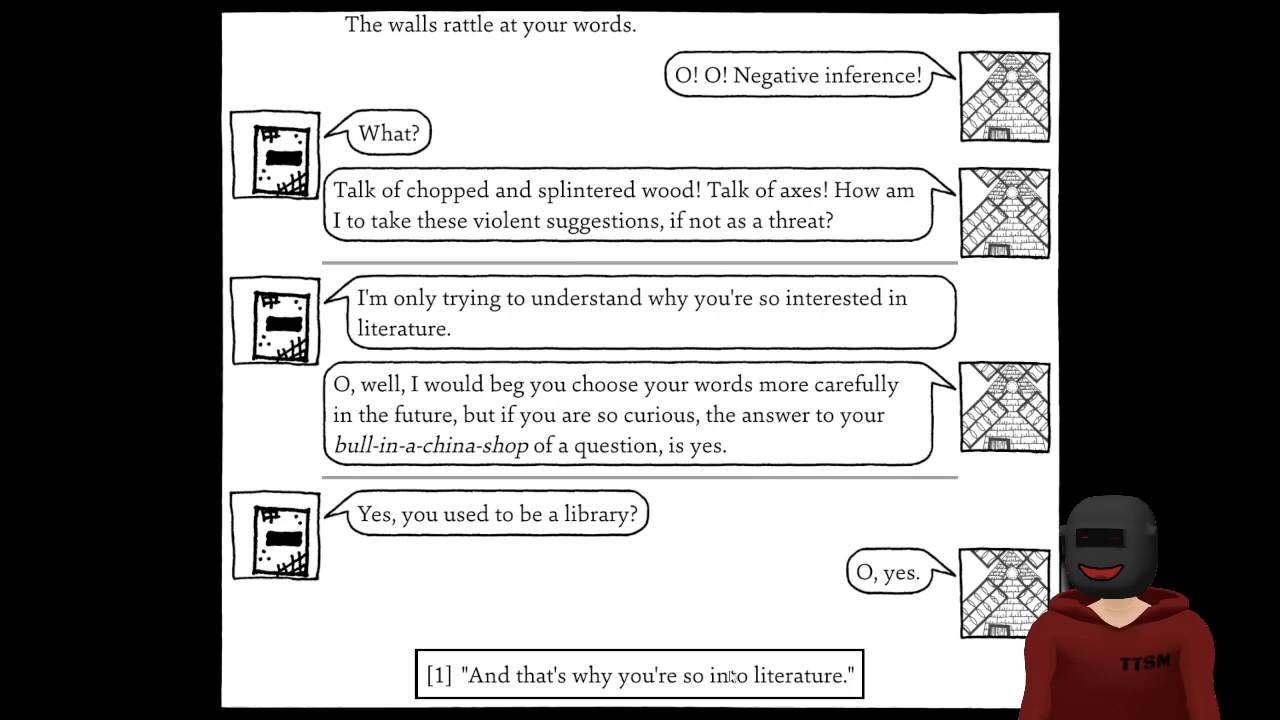 The walls rattle at your words.
O! O! Negative inference!
What?
Talk of chopped and splintered wood! Talk of axes! How am
I to take these violent suggestions, if not as a threat?
I'm only trying to understand why you're so interested in
literature.
O, well, I would beg you choose your words more carefully
in the future, but if you are so curious, the answer to your
bull-in-a-china-shop of a question, is yes.
Yes, you used to be a library?
O, yes.
[1] "And that's why you're so into literature."
TTSM